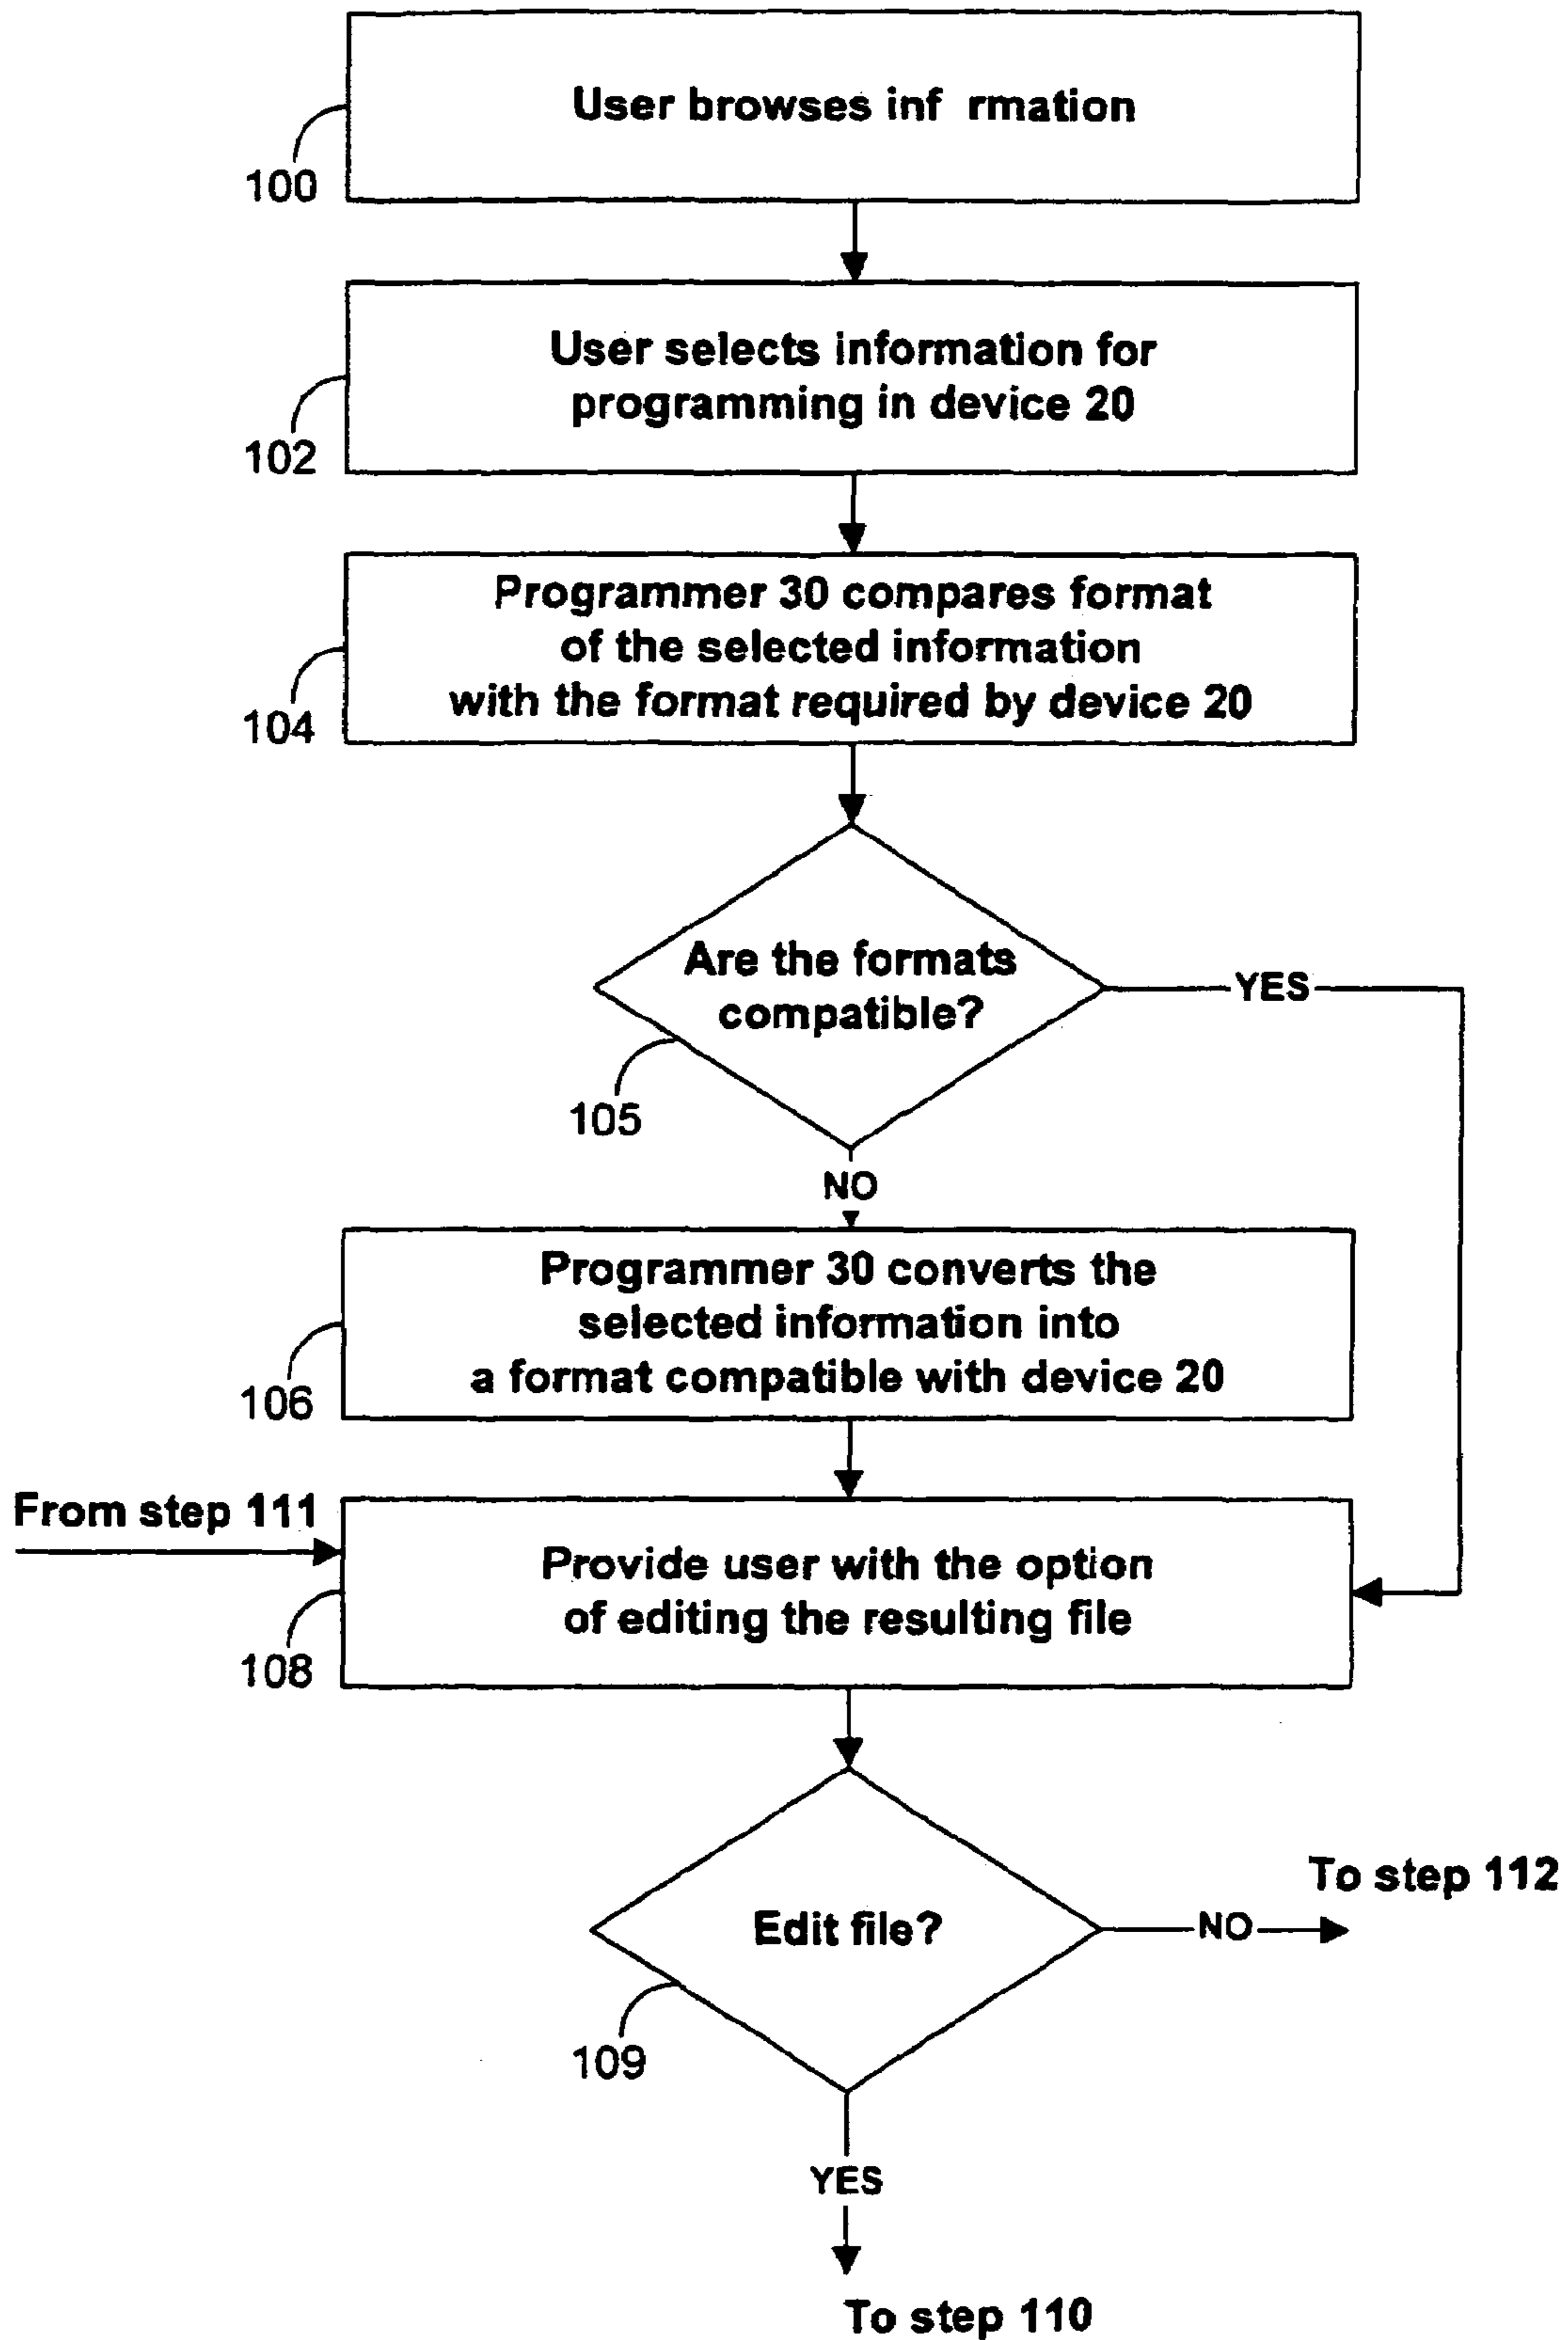 User browses inf rmation
100
User selects information for
programming in device 20
102
Programmer 30 compares format
of the selected information
with the format required by device 20
104
Are the formats
compatible?
YES
105
NO
Programmer 30 converts the
selected information into
a format compatible with device 20
106
From step 111
Provide user with the option
of editing the resulting file
108
To step 112
Edit file?
NO
109
YES
To step 110